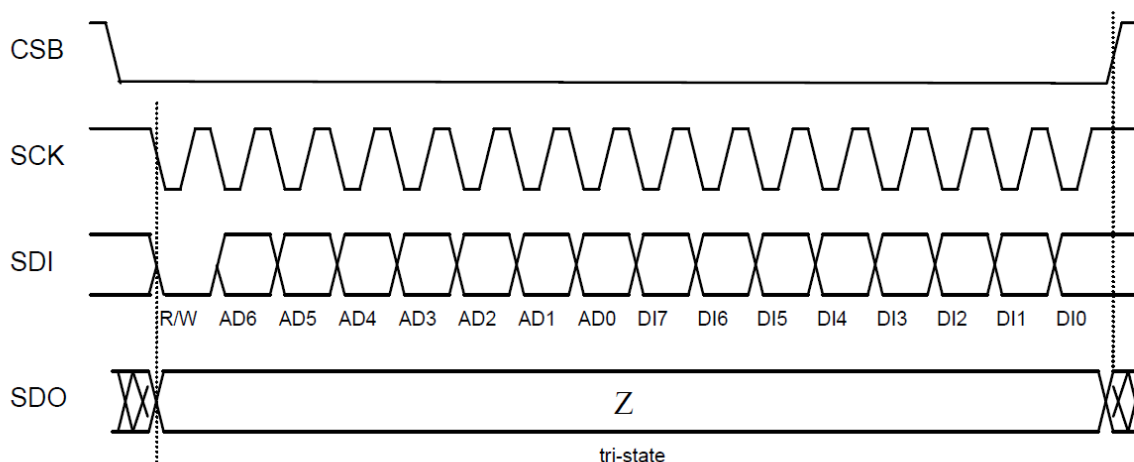 CSB
SCK
SDI
R/W AD6 AD5 AD4 AD3 AD2 AD1 AD0 DI7 DI6 DI5 DI4 DI3 DI2 DI1 DI0
SDO
Z
tri-state